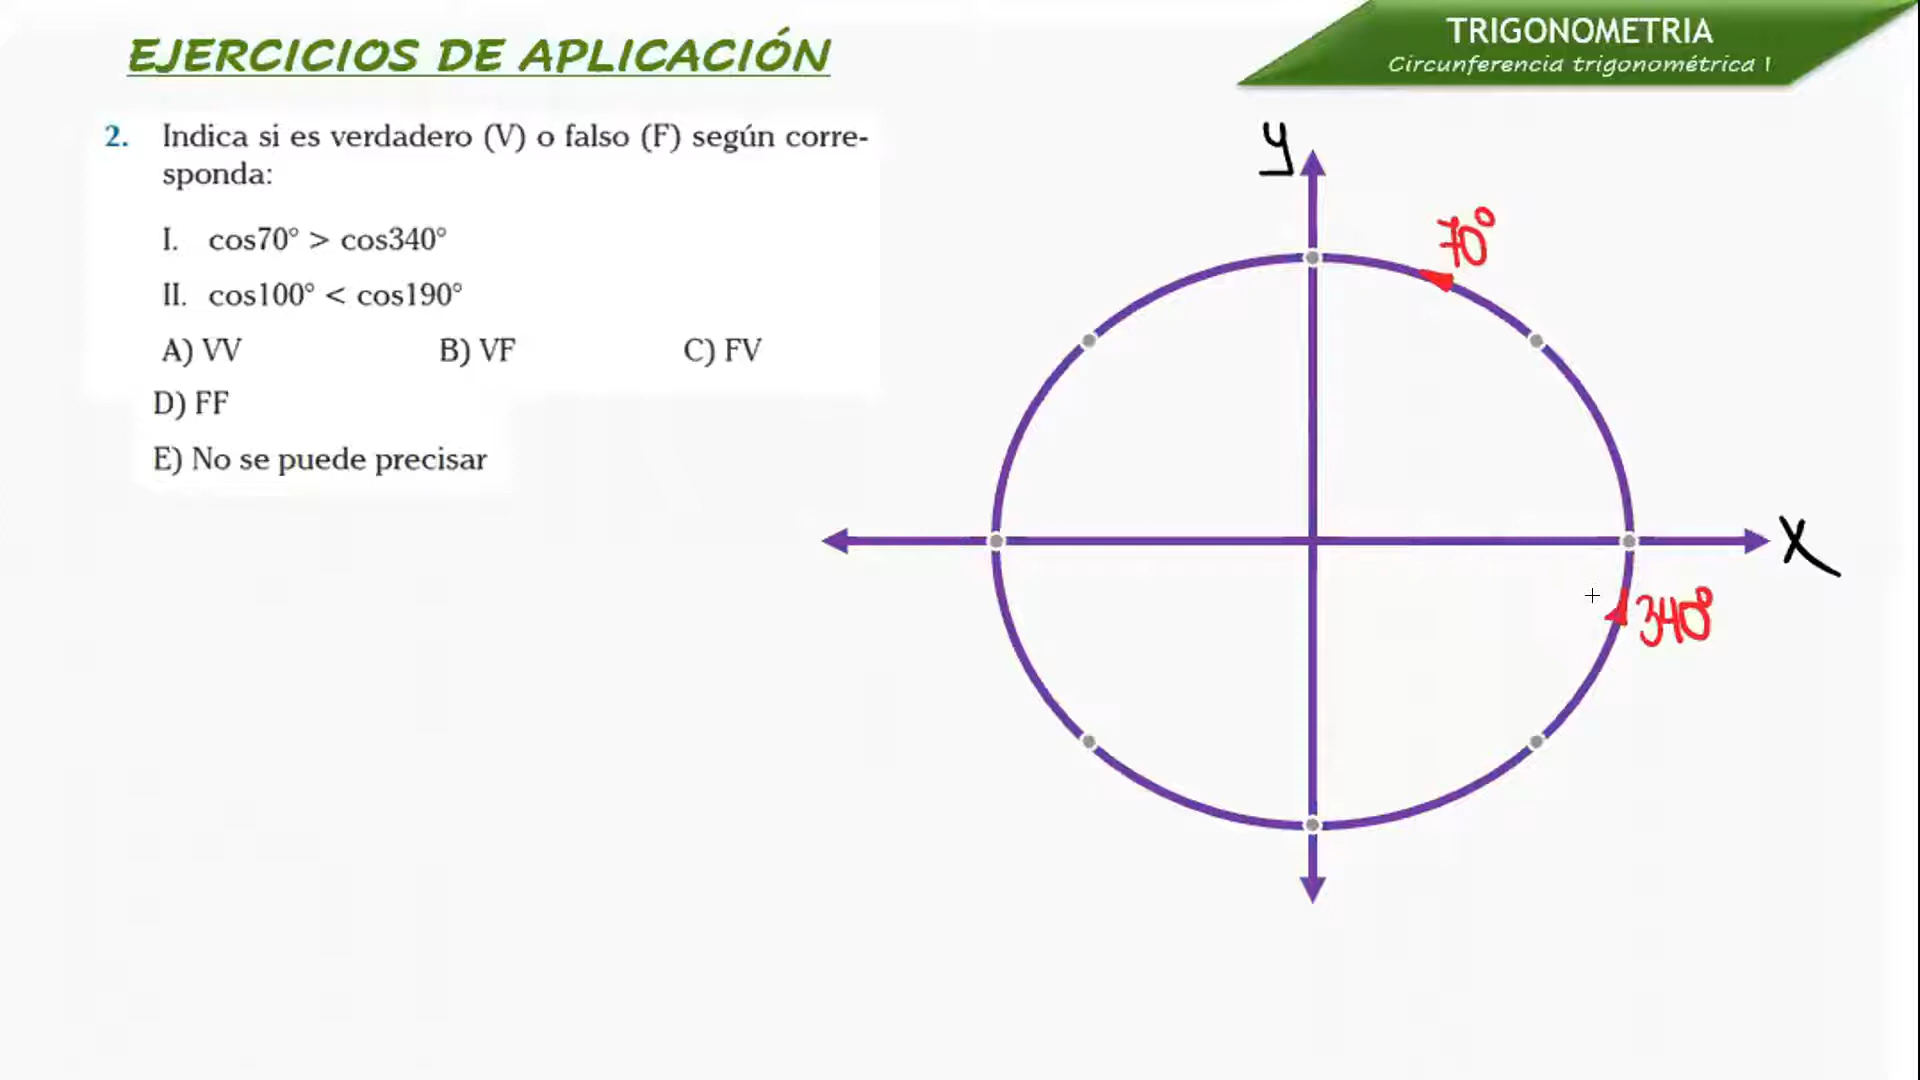 EJERCICIOS DE APLICACIÓN
TRIGONOMETRIA
Circunferencia trigonométrica I
2. Indica si es verdadero (V) o falso (F) según corre-
sponda:
I. cos70° > cos340°
II. cos100° < cos190°
A) VV B) VF C) FV
D) FF
E) No se puede precisar
y
70°
x
340°